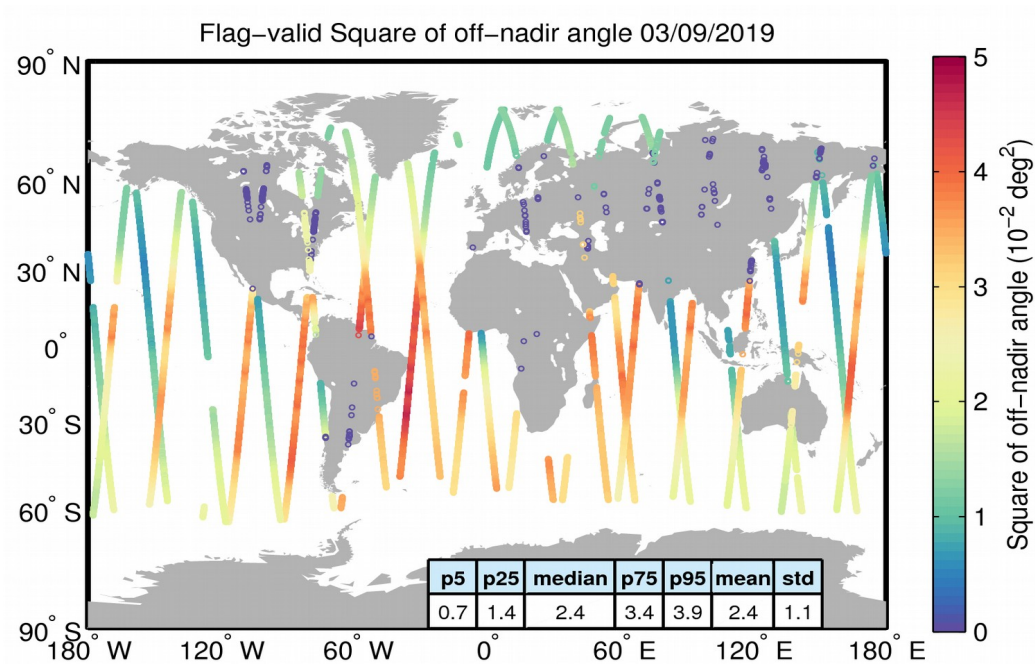 Flag−valid Square of off−nadir angle 03/09/2019
90° N
60° N
30° N
0°
30° S
60° S
90° S
180° W
120° W
60° W
0°
60° E
120° E
180° E
5
4
3
2
1
0
Square of off−nadir angle (10⁻² deg²)
p5 p25 median p75 p95 mean std
0.7 1.4 2.4 3.4 3.9 2.4 1.1